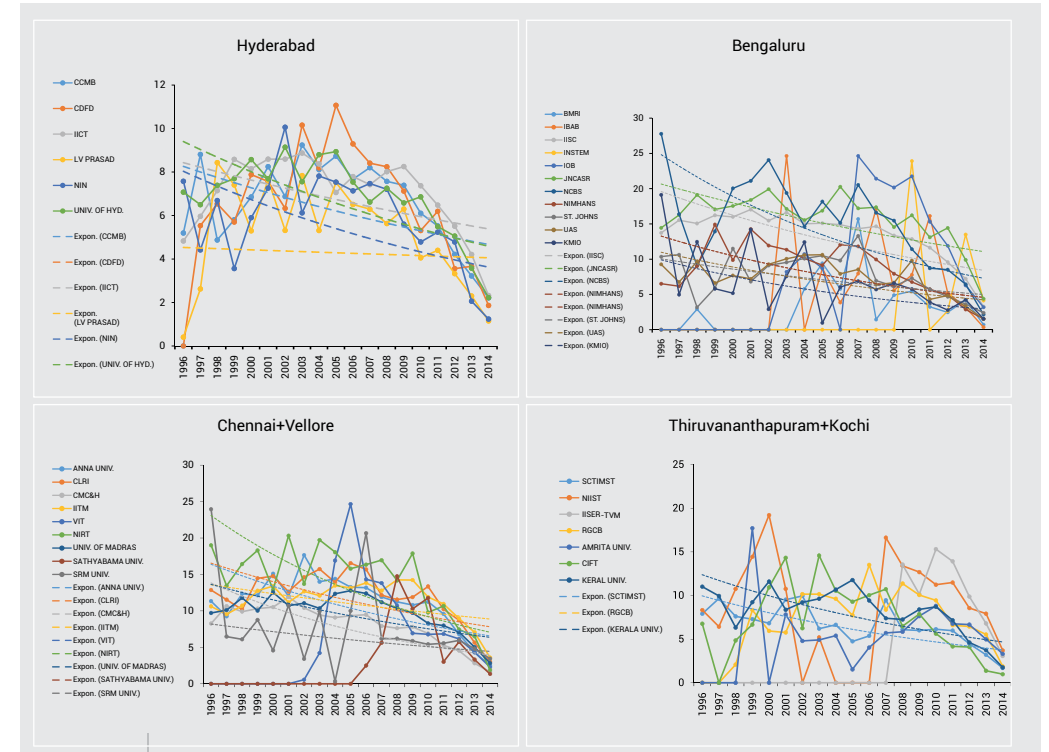 Hyderabad
CCMB
CDFD
IICT
LV PRASAD
NIN
UNIV. OF HYD.
Expon. (CCMB)
Expon. (CDFD)
Expon. (IICT)
Expon.
(LV PRASAD)
Expon. (NIN)
Expon. (UNIV. OF HYD.)
12
10
8
6
4
2
0
1996 1997 1998 1999 2000 2001 2002 2003 2004 2005 2006 2007 2008 2009 2010 2011 2012 2013 2014
Bengaluru
BMRI
IBAB
IISC
INSTEM
IOB
JNCASR
NCBS
NIMHANS
ST. JOHNS
UAS
KMIO
Expon. (IISC)
Expon. (JNCASR)
Expon. (NCBS)
Expon. (NIMHANS)
Expon. (NIMHANS)
Expon. (ST. JOHNS)
Expon. (UAS)
Expon. (KMIO)
30
25
20
15
10
5
0
1996 1997 1998 1999 2000 2001 2002 2003 2004 2005 2006 2007 2008 2009 2010 2011 2012 2013 2014
Chennai+Vellore
ANNA UNIV.
CLRI
CMC&H
IITM
VIT
NIRT
UNIV. OF MADRAS
SATHYABAMA UNIV.
SRM UNIV.
Expon. (ANNA UNIV.)
Expon. (CLRI)
Expon. (CMC&H)
Expon. (IITM)
Expon. (VIT)
Expon. (NIRT)
Expon. (UNIV. OF MADRAS)
Expon. (SATHYABAMA UNIV.)
Expon. (SRM UNIV.)
30
25
20
15
10
5
0
1996 1997 1998 1999 2000 2001 2002 2003 2004 2005 2006 2007 2008 2009 2010 2011 2012 2013 2014
Thiruvananthapuram+Kochi
SCTIMST
NIIST
IISER-TVM
RGCB
AMRITA UNIV.
CIFT
KERAL UNIV.
Expon. (SCTIMST)
Expon. (RGCB)
Expon. (KERALA UNIV.)
25
20
15
10
5
0
1996 1997 1998 1999 2000 2001 2002 2003 2004 2005 2006 2007 2008 2009 2010 2011 2012 2013 2014